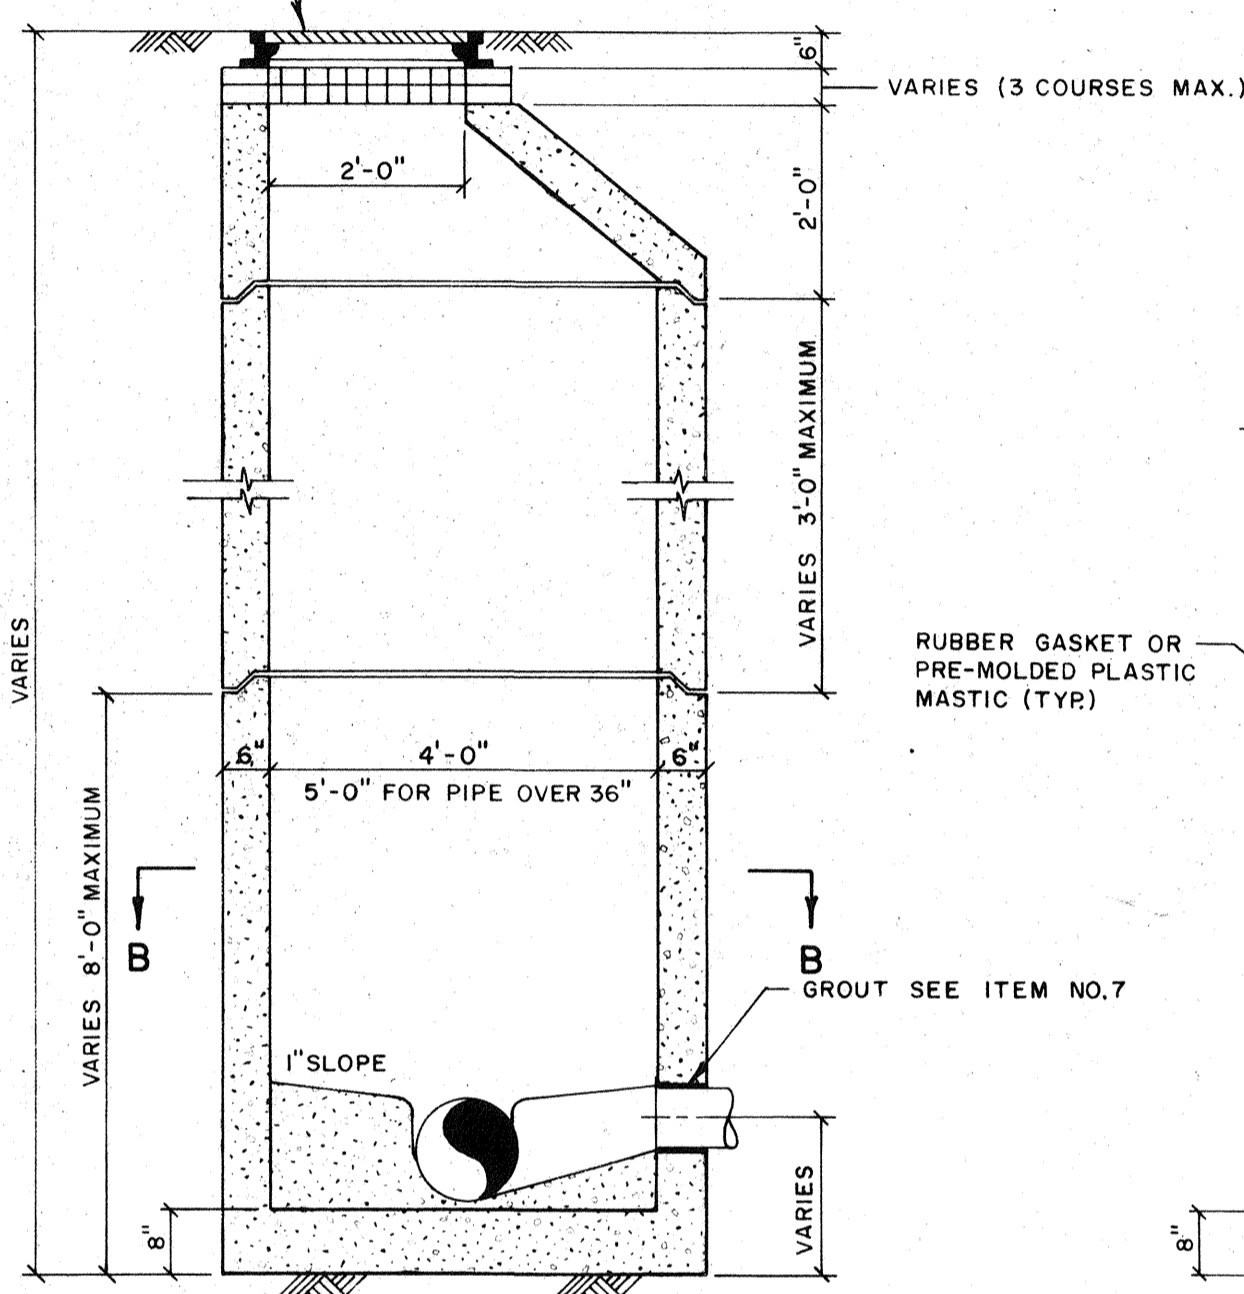 6"
VARIES (3 COURSES MAX.)
2'-0"
2'-0"
VARIES 3'-0" MAXIMUM
VARIES
RUBBER GASKET OR
PRE-MOLDED PLASTIC
MASTIC (TYP.)
6"
4'-0"
6"
5'-0" FOR PIPE OVER 36"
VARIES 8'-0" MAXIMUM
B
B
GROUT SEE ITEM NO.7
1" SLOPE
VARIES
8"
8"